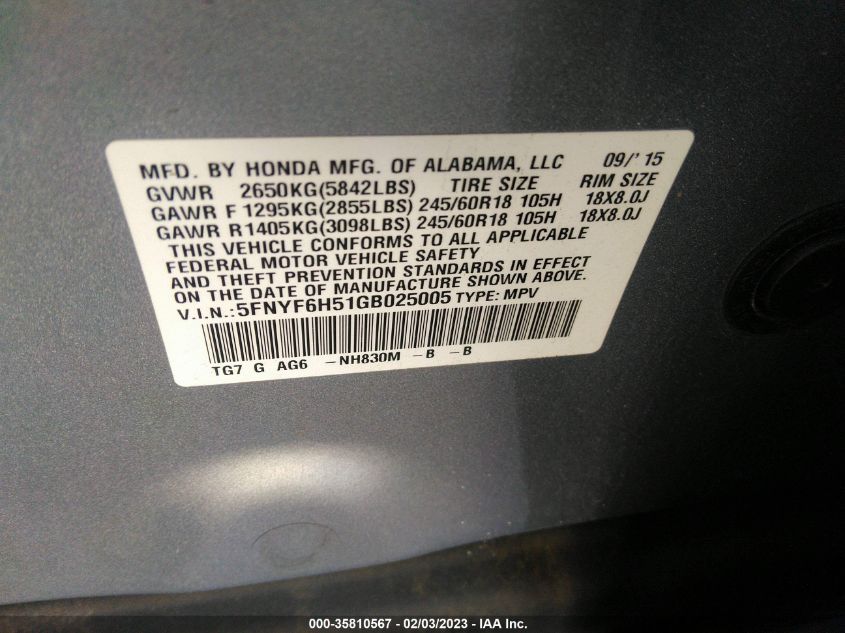 MFD. BY HONDA MFG. OF ALABAMA, LLC 09/' 15
GVWR 2650KG(5842LBS) TIRE SIZE RIM SIZE
GAWR F 1295KG(2855LBS) 245/60R18 105H 18X8.0J
GAWR R1405KG(3098LBS) 245/60R18 105H 18X8.0J
THIS VEHICLE CONFORMS TO ALL APPLICABLE
FEDERAL MOTOR VEHICLE SAFETY
AND THEFT PREVENTION STANDARDS IN EFFECT
ON THE DATE OF MANUFACTURE SHOWN ABOVE.
V.I.N.:5FNYF6H51GB025005 TYPE: MPV
TG7 G AG6 -NH830M -B -B
000-35810567 - 02/03/2023 - IAA Inc.